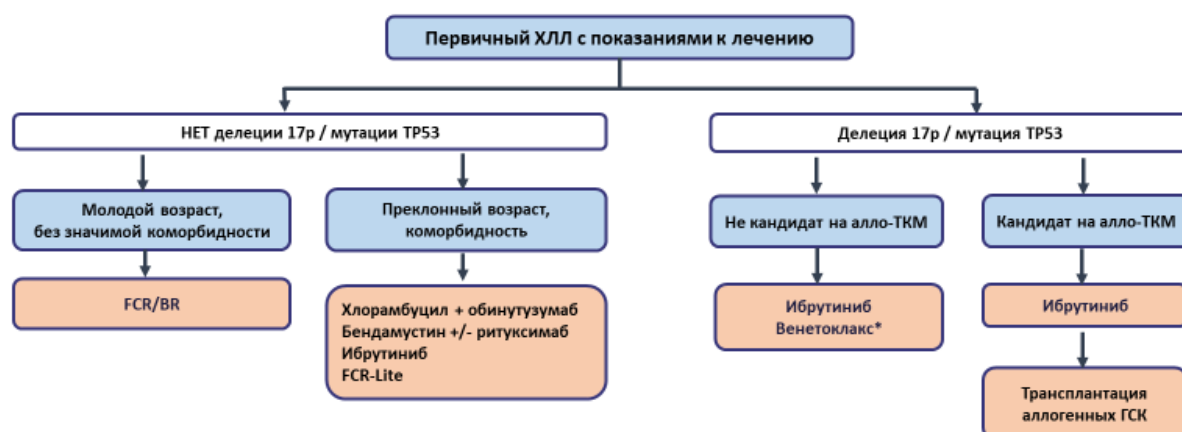 Первичный ХЛЛ с показаниями к лечению
НЕТ делеции 17p / мутации TP53
Делеция 17p / мутация TP53
Молодой возраст,
без значимой коморбидности
Преклонный возраст,
коморбидность
Не кандидат на алло-ТКМ
Кандидат на алло-ТКМ
FCR/BR
Хлорамбуцил + обинутузумаб
Бендамустин +/- ритуксимаб
Ибрутиниб
FCR-Lite
Ибрутиниб
Венетоклакс*
Ибрутиниб
Трансплантация
аллогенных ГСК